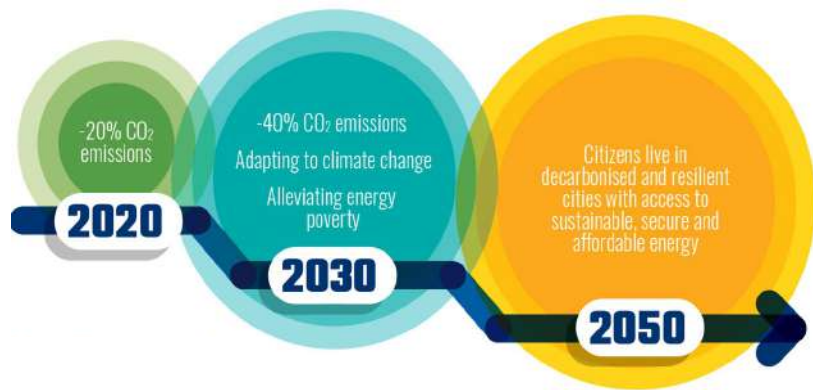 -20% CO₂
emissions
2020
-40% CO₂ emissions
Adapting to climate change
Alleviating energy
poverty
2030
Citizens live in
decarbonised and resilient
cities with access to
sustainable, secure and
affordable energy
2050